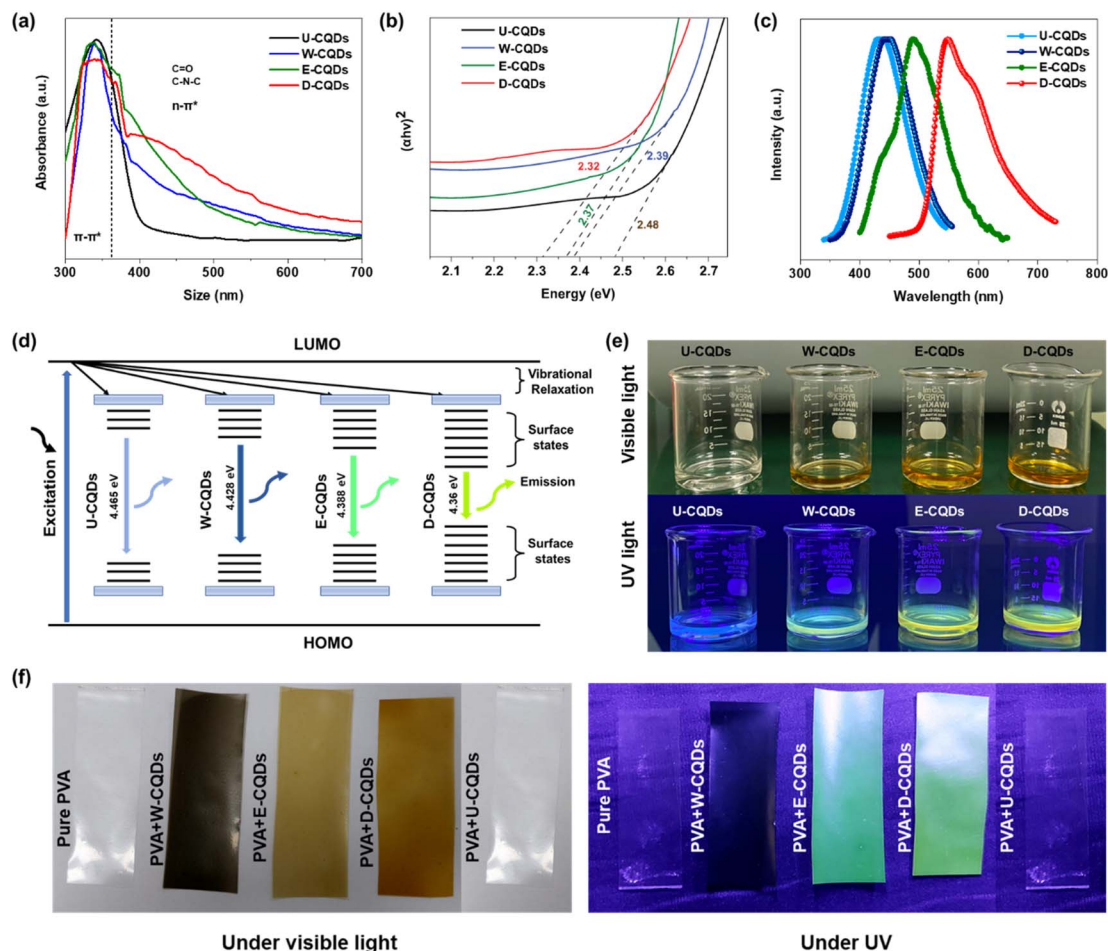 (a)
U-CQDs
W-CQDs
E-CQDs
D-CQDs
C=O
C-N-C
n-π*
π-π*
Absorbance (a.u.)
300 400 500 600 700
Size (nm)
(b)
U-CQDs
W-CQDs
E-CQDs
D-CQDs
(αhν)²
2.32
2.37
2.39
2.48
2.1 2.2 2.3 2.4 2.5 2.6 2.7
Energy (eV)
(c)
U-CQDs
W-CQDs
E-CQDs
D-CQDs
Intensity (a.u.)
300 400 500 600 700 800
Wavelength (nm)
(d)
LUMO
Vibrational
Relaxation
Surface
states
Excitation
U-CQDs
4.465 eV
W-CQDs
4.428 eV
E-CQDs
4.388 eV
D-CQDs
4.36 eV
Emission
Surface
states
HOMO
(e)
Visible light
U-CQDs W-CQDs E-CQDs D-CQDs
UV light
U-CQDs W-CQDs E-CQDs D-CQDs
(f)
Pure PVA
PVA+W-CQDs
PVA+E-CQDs
PVA+D-CQDs
PVA+U-CQDs
Under visible light
Pure PVA
PVA+W-CQDs
PVA+E-CQDs
PVA+D-CQDs
PVA+U-CQDs
Under UV